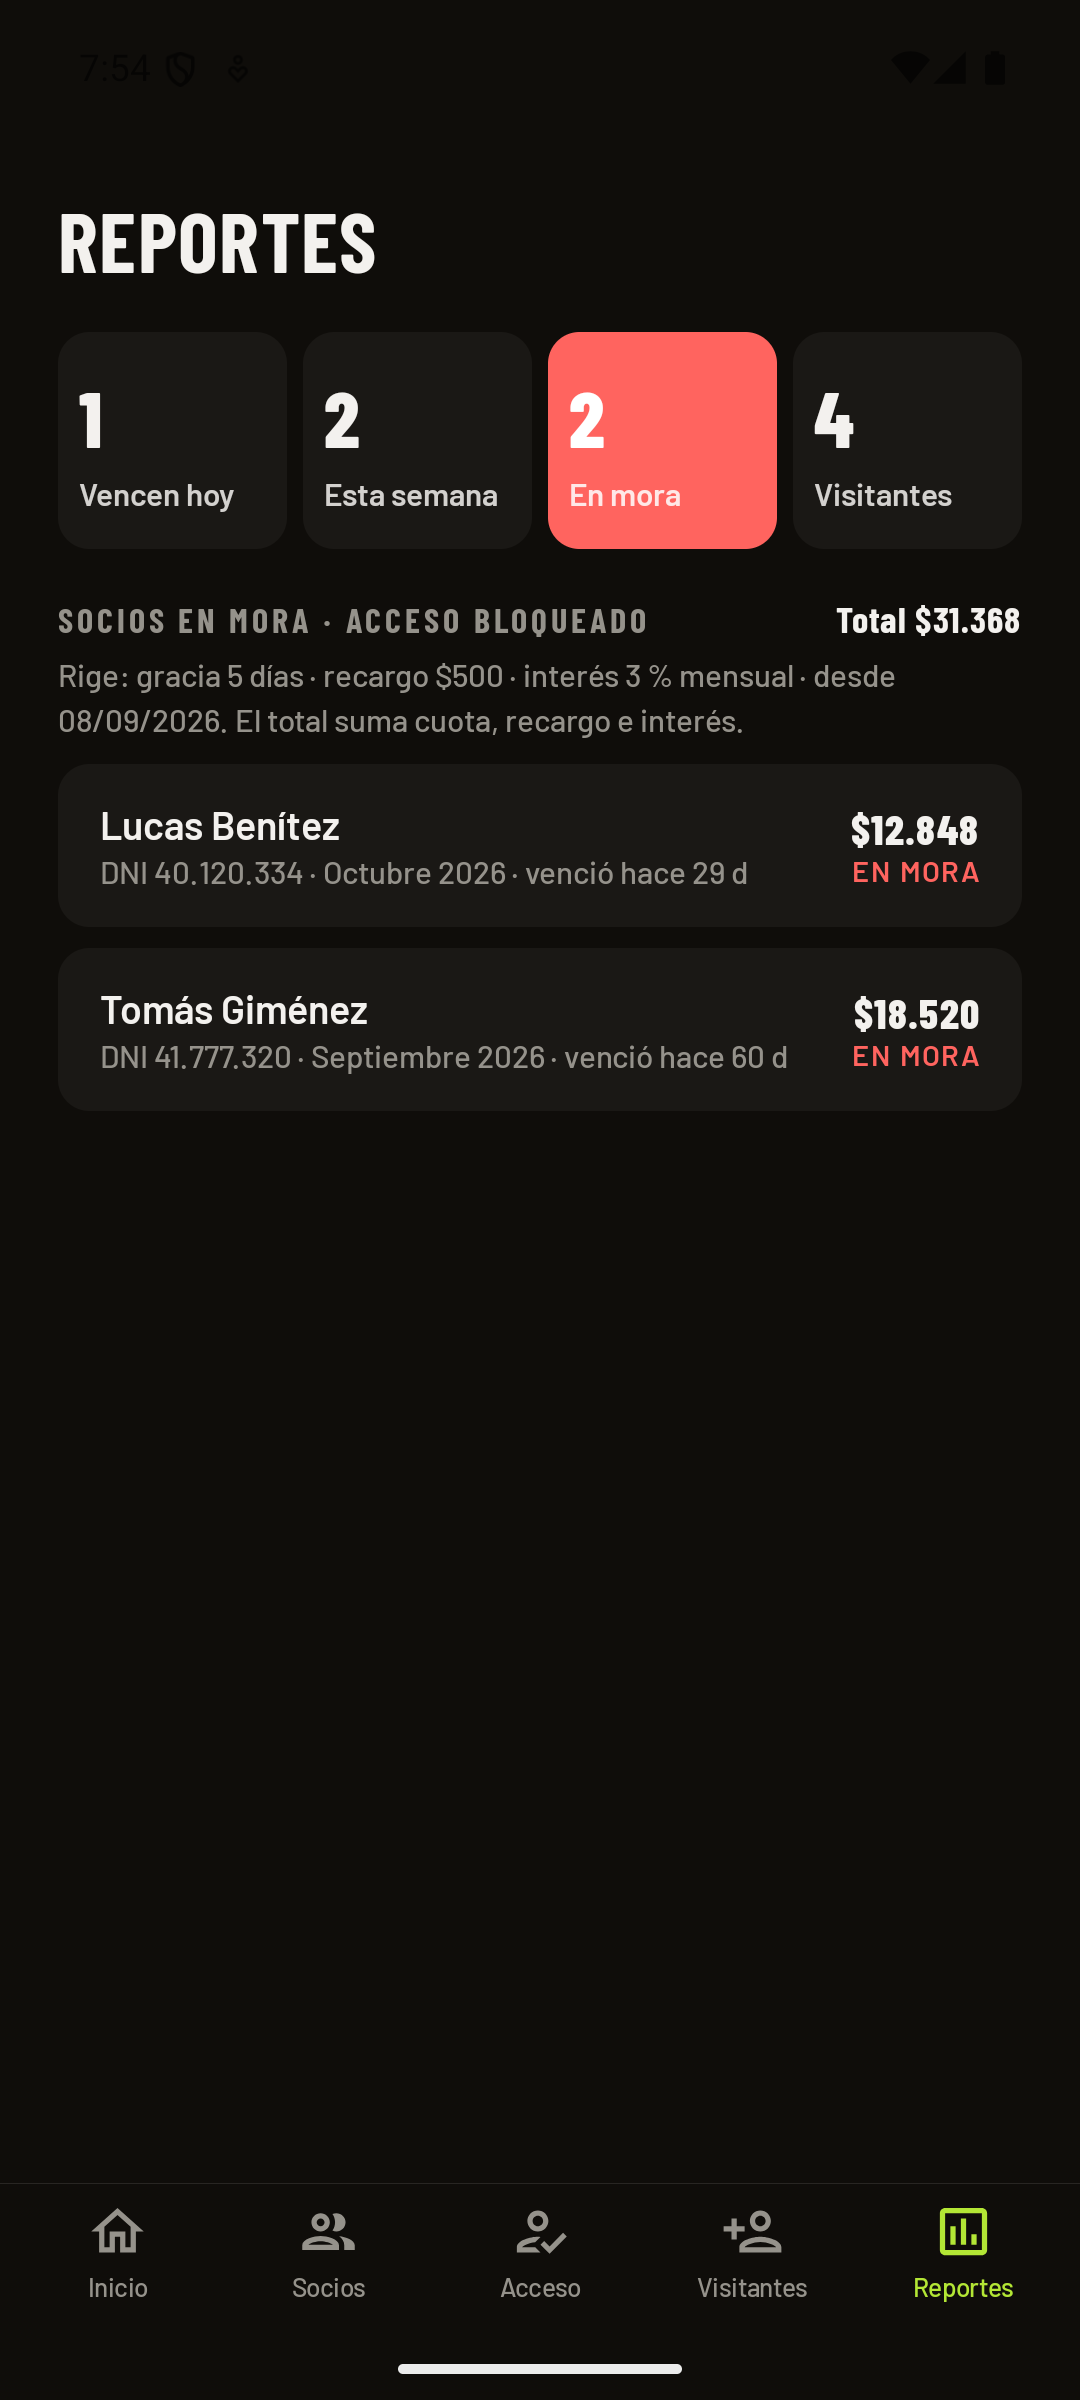 7:54
REPORTES
1
Vencen hoy
2
Esta semana
2
En mora
4
Visitantes
SOCIOS EN MORA · ACCESO BLOQUEADO
Total $31.368
Rige: gracia 5 días · recargo $500 · interés 3 % mensual · desde
08/09/2026. El total suma cuota, recargo e interés.
Lucas Benítez
$12.848
DNI 40.120.334 · Octubre 2026 · venció hace 29 d
EN MORA
Tomás Giménez
$18.520
DNI 41.777.320 · Septiembre 2026 · venció hace 60 d
EN MORA
Inicio
Socios
Acceso
Visitantes
Reportes